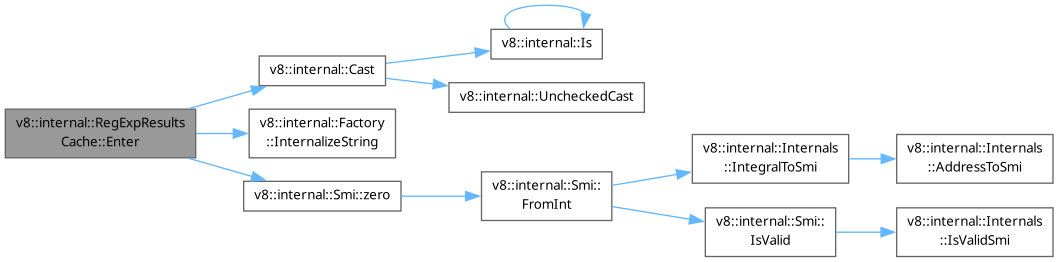 v8::internal::RegExpResults
Cache::Enter
v8::internal::Cast
v8::internal::Is
v8::internal::UncheckedCast
v8::internal::Factory
::InternalizeString
v8::internal::Smi::zero
v8::internal::Smi::
FromInt
v8::internal::Internals
::IntegralToSmi
v8::internal::Internals
::AddressToSmi
v8::internal::Smi::
IsValid
v8::internal::Internals
::IsValidSmi